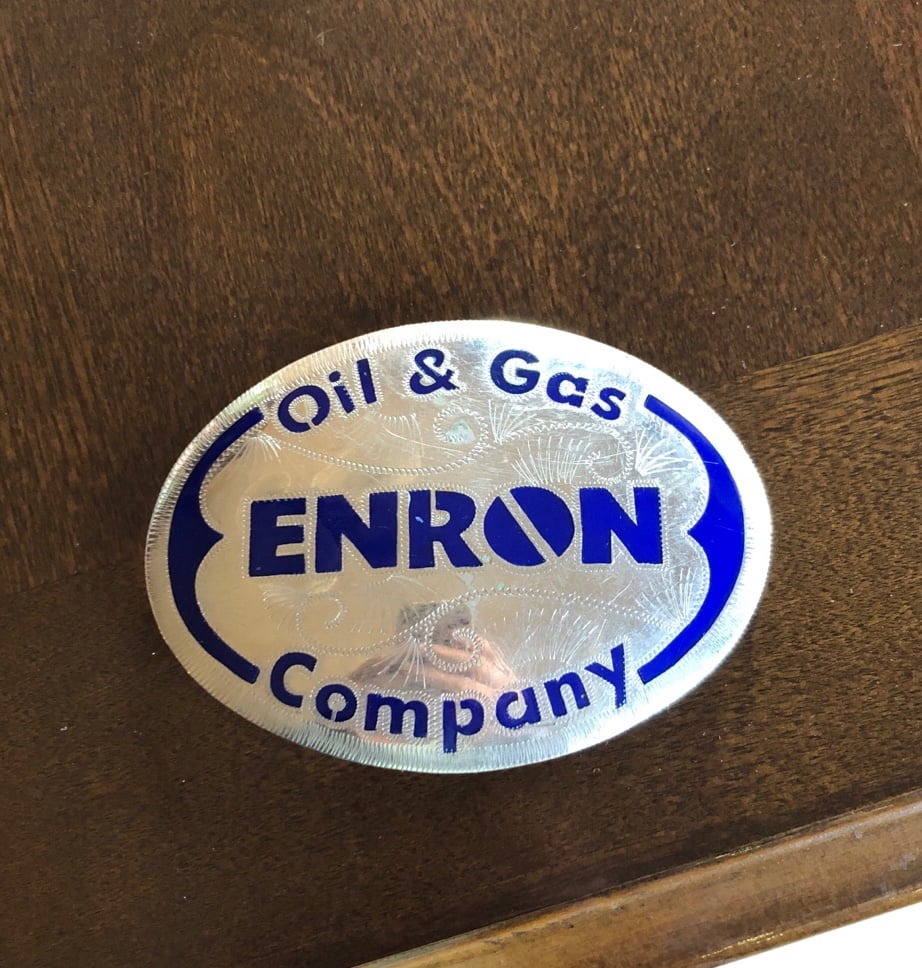 Oil & Gas
ENRON
Company